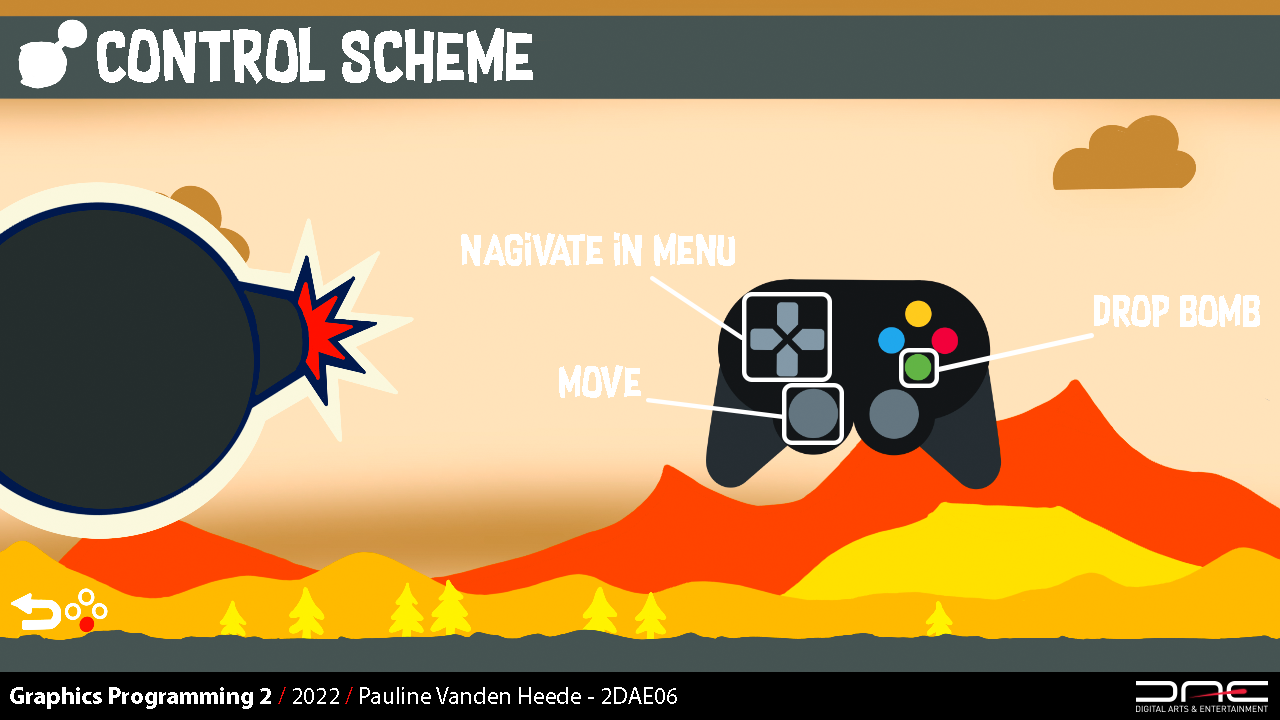 CONTROL SCHEME
NAGiVATE iN MENU
DROP BOMB
MOVE
Graphics Programming 2 / 2022 / Pauline Vanden Heede - 2DAE06
DAE
DIGITAL ARTS & ENTERTAINMENT